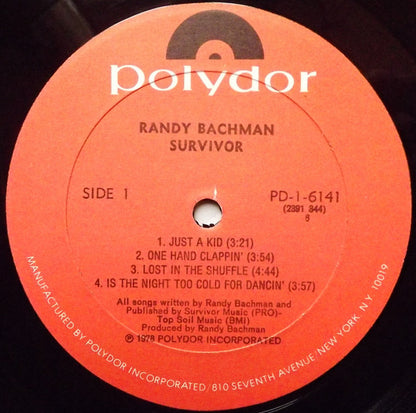 polydor
RANDY BACHMAN
SURVIVOR
SIDE 1
PD-1-6141
(2391 344)
6
1. JUST A KID (3:21)
2. ONE HAND CLAPPIN' (3:54)
3. LOST IN THE SHUFFLE (4:44)
4. IS THE NIGHT TOO COLD FOR DANCIN' (3:57)
All songs written by Randy Bachman and
Published by Survivor Music (PRO)-
Top Soil Music (BMI)
Produced by Randy Bachman
℗ 1978 POLYDOR INCORPORATED
MANUFACTURED BY POLYDOR INCORPORATED/810 SEVENTH AVENUE/NEW YORK, N.Y. 10019